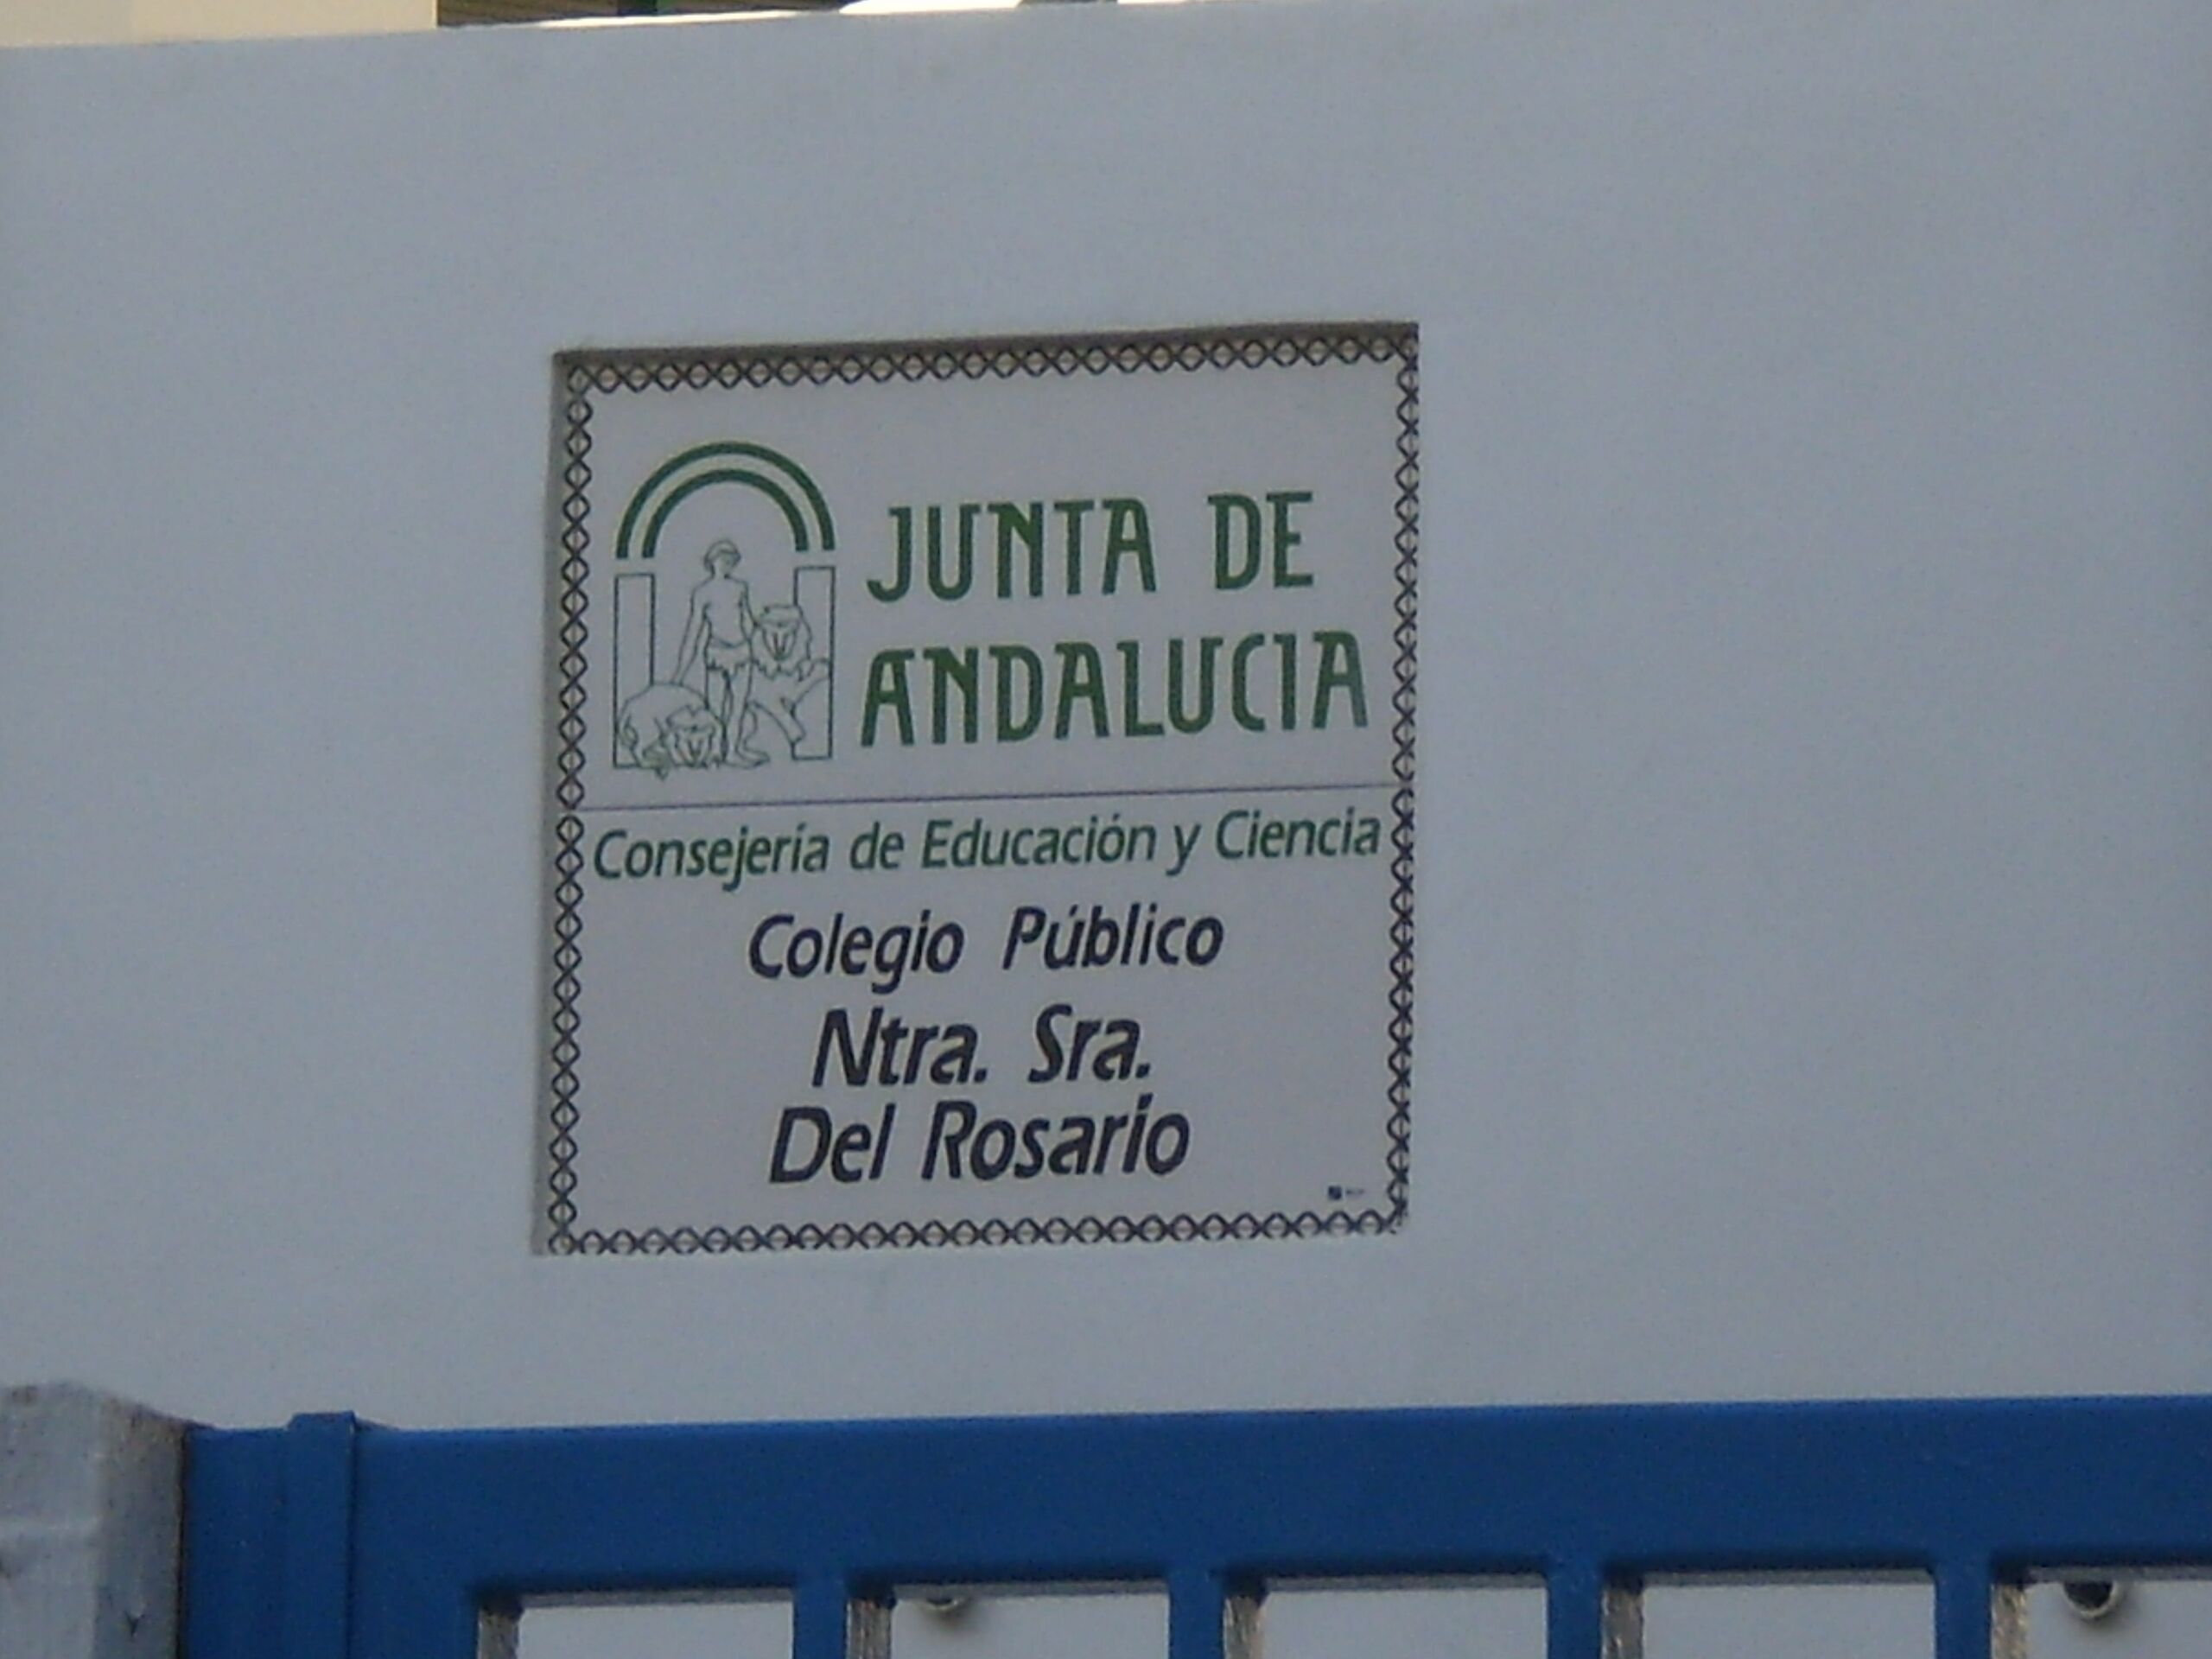 JUNTA DE
ANDALUCIA
Consejería de Educación y Ciencia
Colegio Público
Ntra. Sra.
Del Rosario